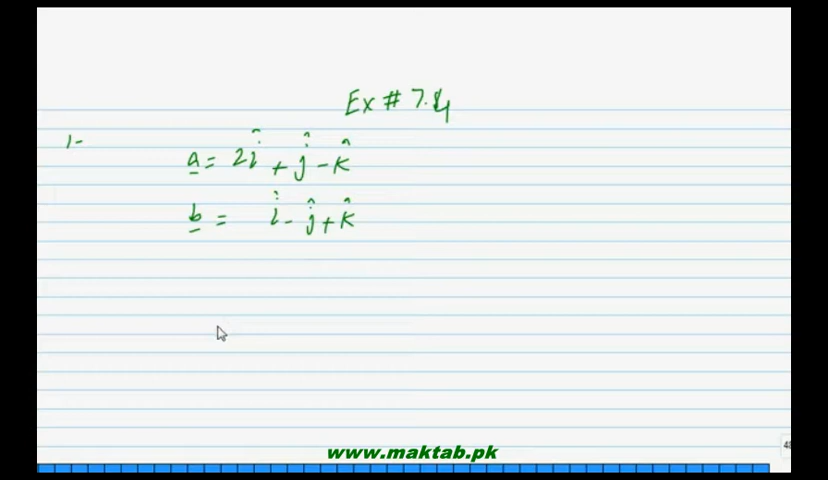 Ex # 7.4
1-
a = 2î + ĵ - k̂
b = î - ĵ + k̂
www.maktab.pk